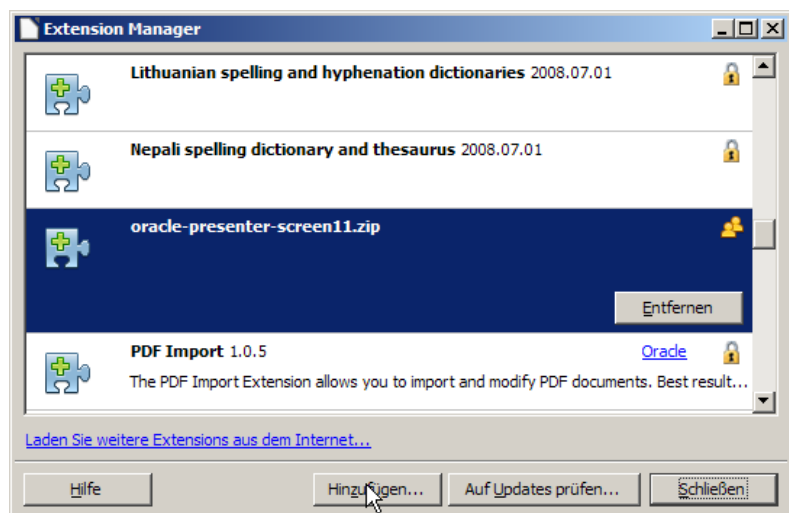 Extension Manager
Lithuanian spelling and hyphenation dictionaries 2008.07.01
Nepali spelling dictionary and thesaurus 2008.07.01
oracle-presenter-screen11.zip
Entfernen
PDF Import 1.0.5 Oracle
The PDF Import Extension allows you to import and modify PDF documents. Best result...
Laden Sie weitere Extensions aus dem Internet...
Hilfe Hinzufügen... Auf Updates prüfen... Schließen